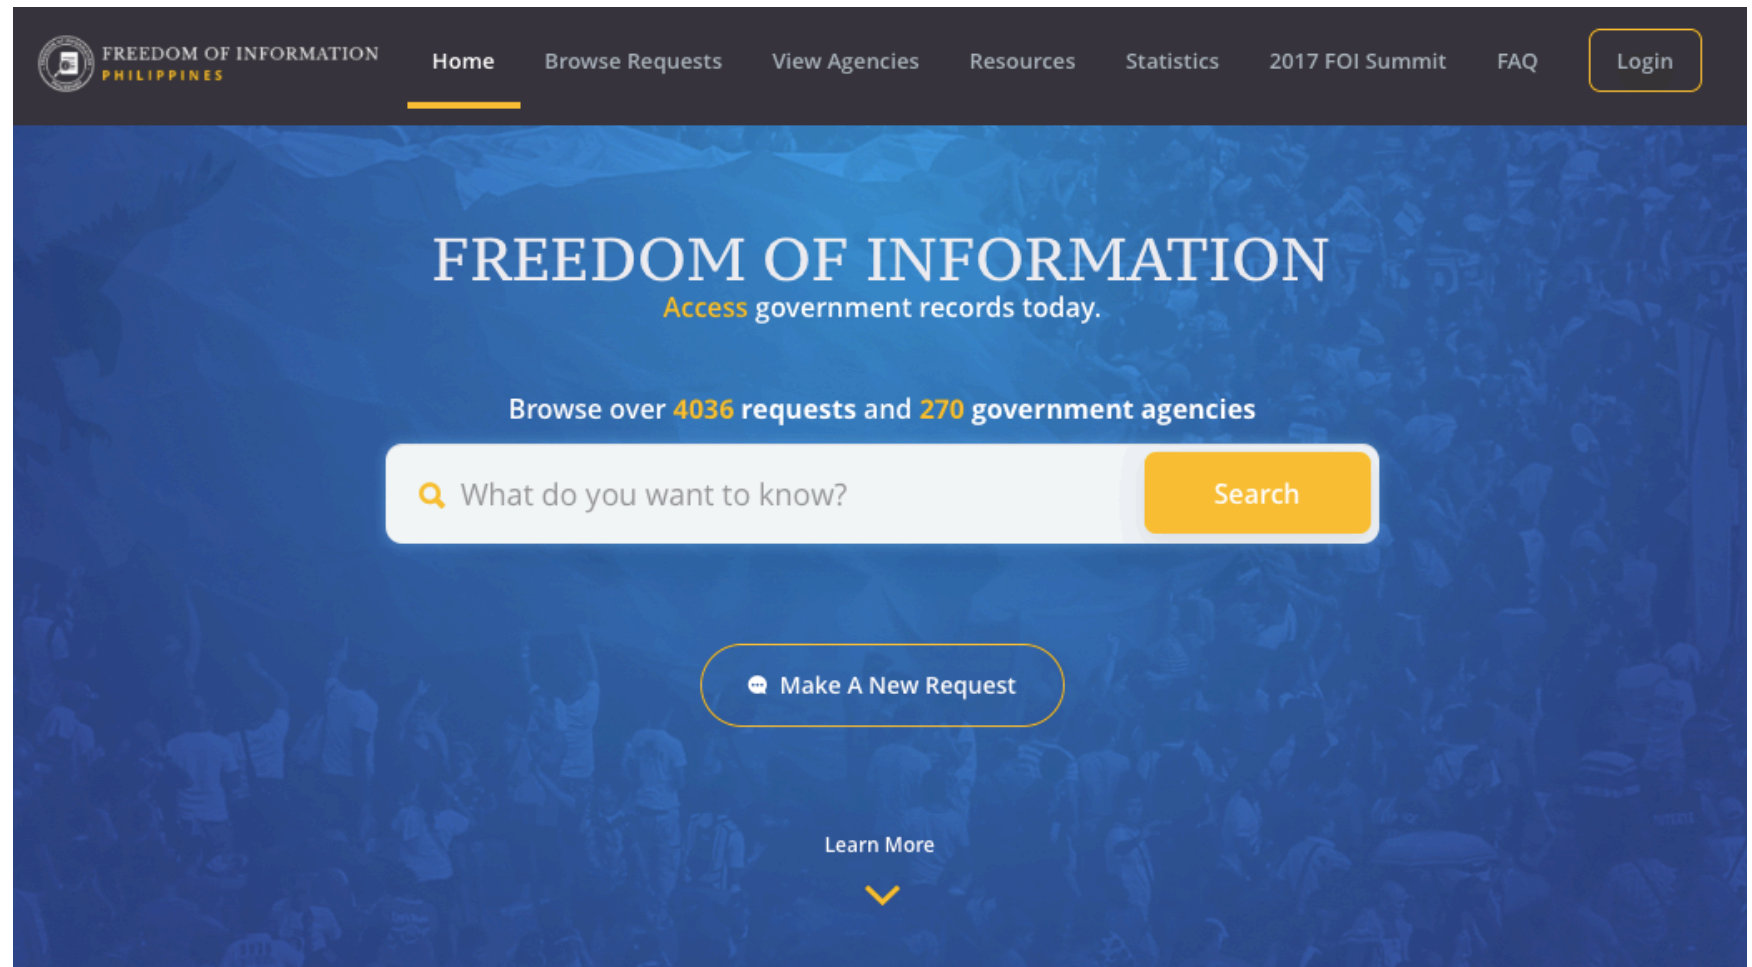 FREEDOM OF INFORMATION
PHILIPPINES
Home
Browse Requests
View Agencies
Resources
Statistics
2017 FOI Summit
FAQ
Login
FREEDOM OF INFORMATION
Access government records today.
Browse over 4036 requests and 270 government agencies
What do you want to know?
Search
Make A New Request
Learn More